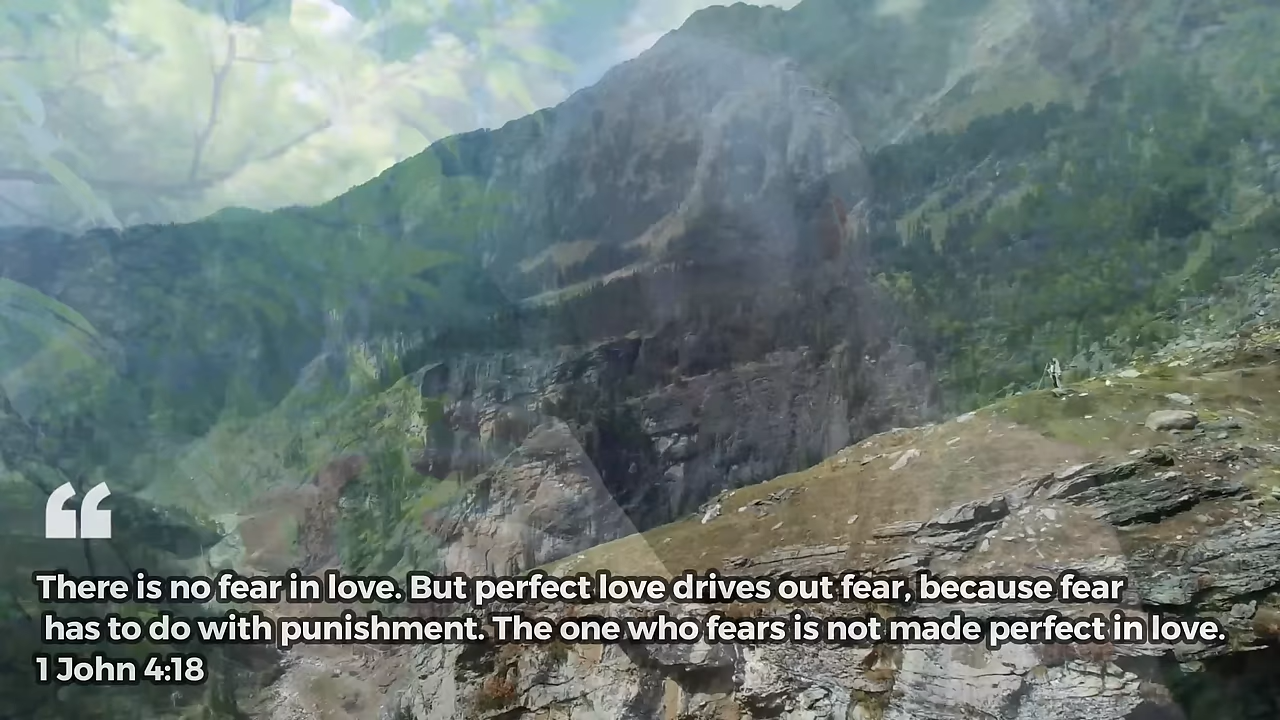 “
There is no fear in love. But perfect love drives out fear, because fear
has to do with punishment. The one who fears is not made perfect in love.
1 John 4:18